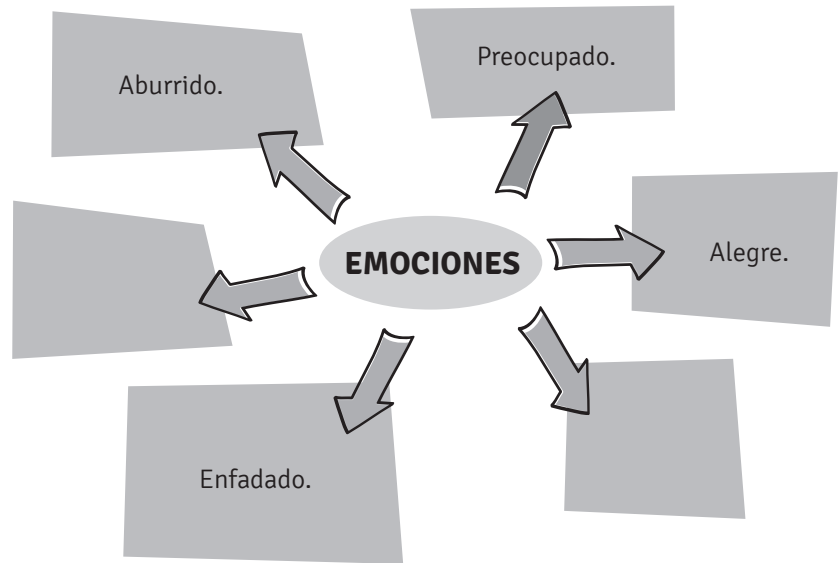 Aburrido.
Preocupado.
EMOCIONES
Alegre.
Enfadado.